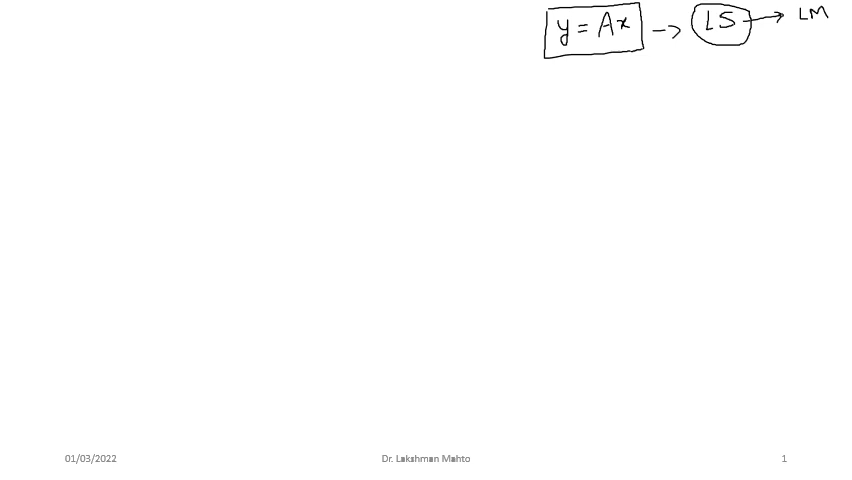 y = Ax → LS → LM
01/03/2022 Dr. Lakshman Mahto 1